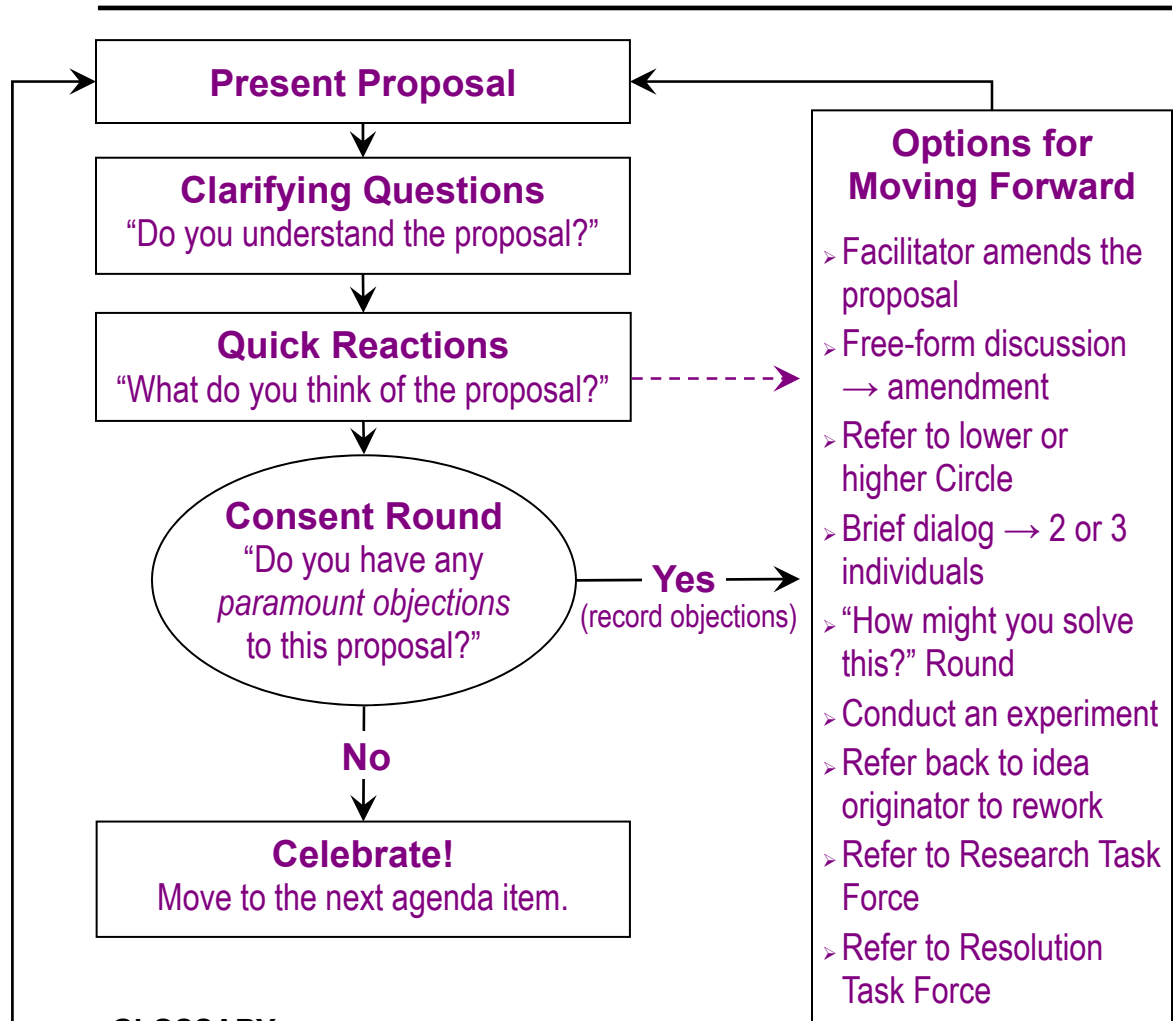 Present Proposal
Clarifying Questions
“Do you understand the proposal?”
Quick Reactions
“What do you think of the proposal?”
Consent Round
“Do you have any
paramount objections
to this proposal?”
Yes
(record objections)
No
Celebrate!
Move to the next agenda item.
Options for
Moving Forward
➢ Facilitator amends the
proposal
➢ Free-form discussion
→ amendment
➢ Refer to lower or
higher Circle
➢ Brief dialog → 2 or 3
individuals
➢ “How might you solve
this?” Round
➢ Conduct an experiment
➢ Refer back to idea
originator to rework
➢ Refer to Research Task
Force
➢ Refer to Resolution
Task Force
GLOSSARY